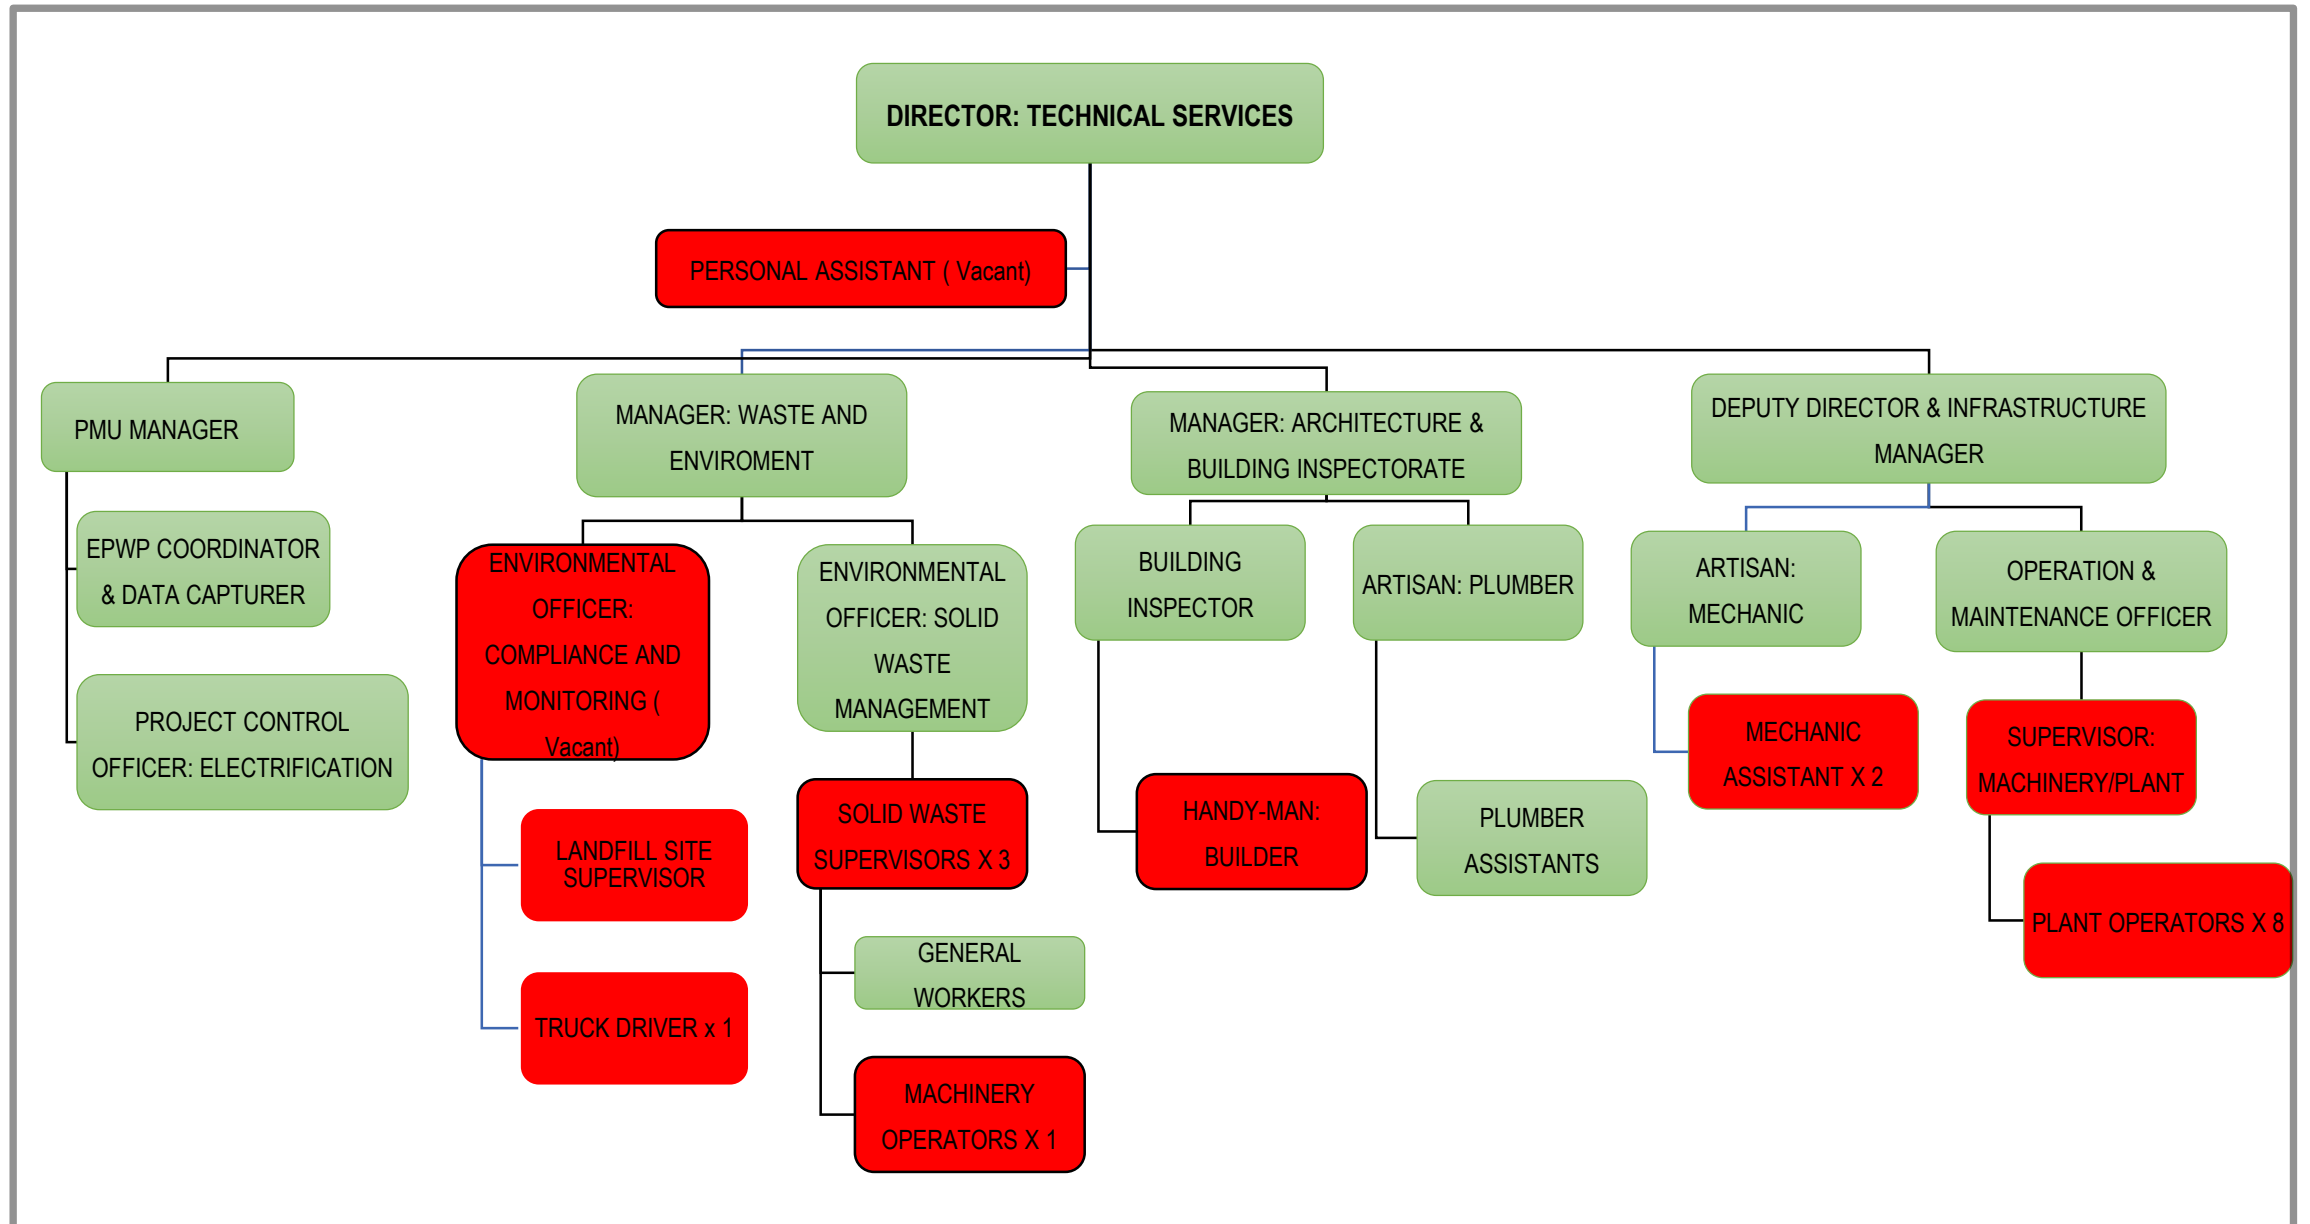 DIRECTOR: TECHNICAL SERVICES
PERSONAL ASSISTANT ( Vacant)
PMU MANAGER
MANAGER: WASTE AND
ENVIROMENT
MANAGER: ARCHITECTURE &
BUILDING INSPECTORATE
DEPUTY DIRECTOR & INFRASTRUCTURE
MANAGER
EPWP COORDINATOR
& DATA CAPTURER
PROJECT CONTROL
OFFICER: ELECTRIFICATION
ENVIRONMENTAL
OFFICER:
COMPLIANCE AND
MONITORING (
Vacant)
LANDFILL SITE
SUPERVISOR
TRUCK DRIVER x 1
ENVIRONMENTAL
OFFICER: SOLID
WASTE
MANAGEMENT
SOLID WASTE
SUPERVISORS X 3
GENERAL
WORKERS
MACHINERY
OPERATORS X 1
BUILDING
INSPECTOR
HANDY-MAN:
BUILDER
ARTISAN: PLUMBER
PLUMBER
ASSISTANTS
ARTISAN:
MECHANIC
MECHANIC
ASSISTANT X 2
OPERATION &
MAINTENANCE OFFICER
SUPERVISOR:
MACHINERY/PLANT
PLANT OPERATORS X 8